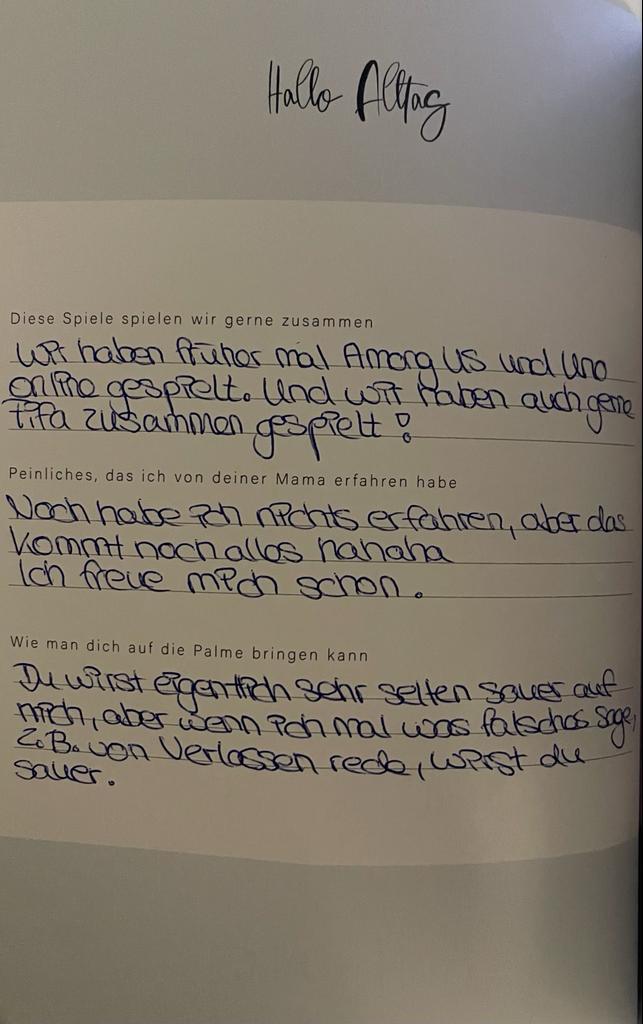 Hallo Alltag
Diese Spiele spielen wir gerne zusammen
Wir haben früher mal Among Us und Uno
online gespielt. Und wir haben auch gerne
Fifa zusammen gespielt!
Peinliches, das ich von deiner Mama erfahren habe
Noch habe ich nichts erfahren, aber das
kommt noch alles hahaha
Ich freue mich schon.
Wie man dich auf die Palme bringen kann
Du wirst eigentlich sehr selten sauer auf
mich, aber wenn ich mal was falsches sage,
z.B. von Verlassen rede, wirst du
sauer.